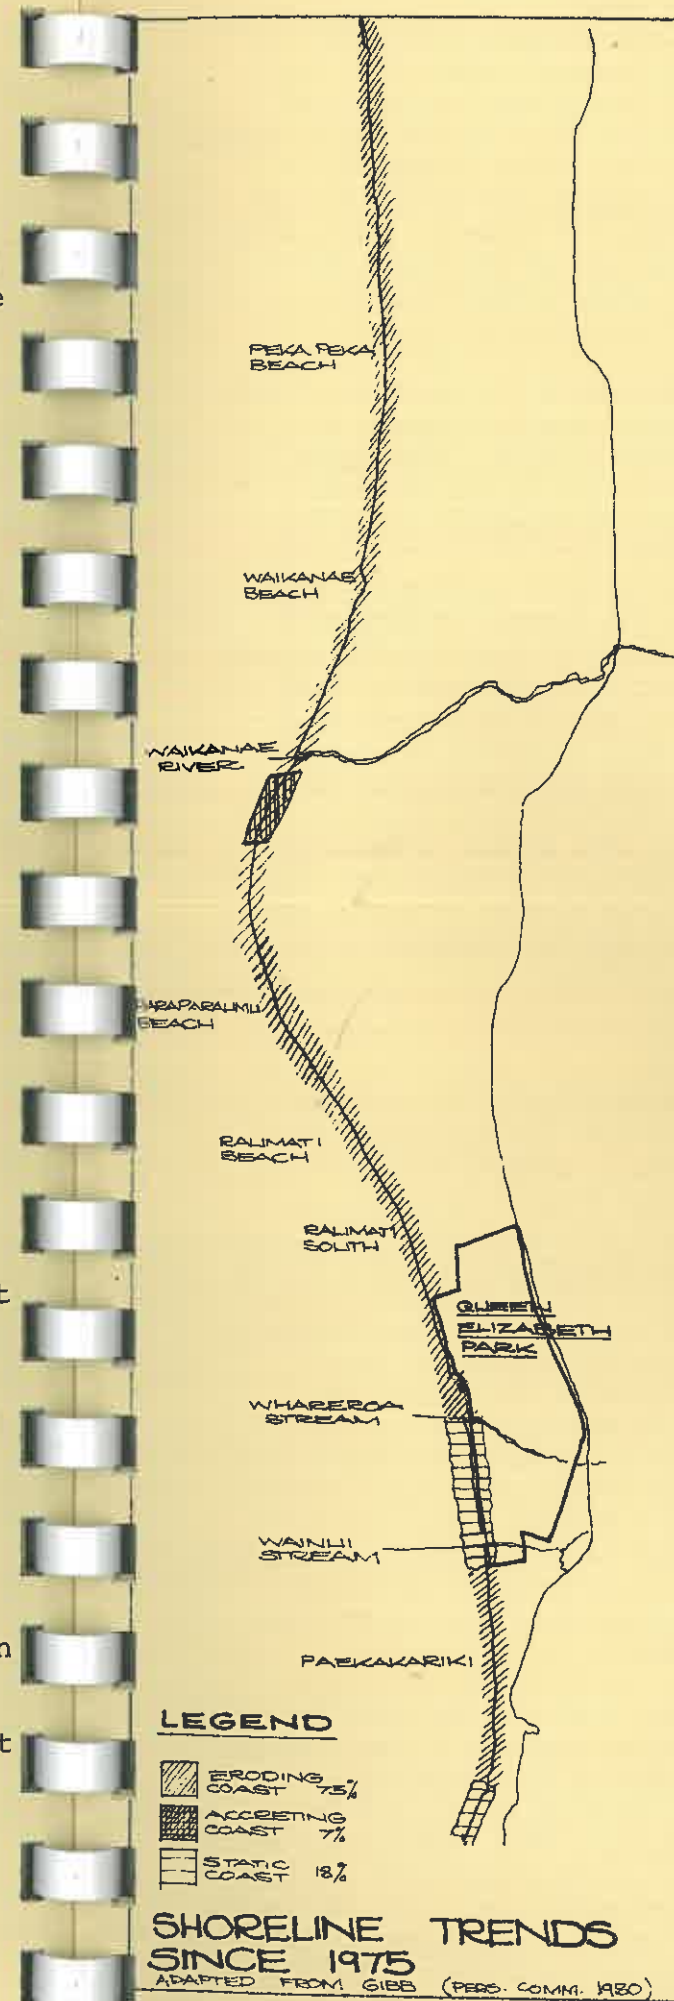 e
PEKA PEKA
BEACH
WAIKANAE
BEACH
WAIKANAE
RIVER
PARAPARAUMU
BEACH
RAUMATI
BEACH
RAUMATI
SOUTH
t
QUEEN
ELIZABETH
PARK
WHAREROA
STREAM
WAINUI
STREAM
n
PAEKAKARIKI
LEGEND
t
ERODING
COAST 75%
ACCRETING
COAST 7%
STATIC
COAST 18%
SHORELINE TRENDS
SINCE 1975
ADAPTED FROM GIBB (PERS. COMM. 1980)